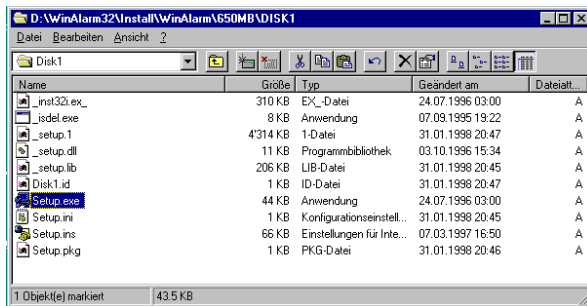 D:\WinAlarm32\Install\WinAlarm\650MB\DISK1
Datei Bearbeiten Ansicht ?
Disk1
Name Größe Typ Geändert am Dateiatt...
_inst32i.ex_ 310 KB EX_-Datei 24.07.1996 03:00 A
_isdel.exe 8 KB Anwendung 07.09.1995 19:22 A
_setup.1 4'314 KB 1-Datei 31.01.1998 20:47 A
_setup.dll 11 KB Programmbibliothek 03.10.1996 15:34 A
_setup.lib 206 KB LIB-Datei 31.01.1998 20:45 A
Disk1.id 1 KB ID-Datei 31.01.1998 20:47 A
Setup.exe 44 KB Anwendung 24.07.1996 03:00 A
Setup.ini 1 KB Konfigurationseinstell... 31.01.1998 20:45 A
Setup.ins 66 KB Einstellungen für Inte... 07.03.1997 16:50 A
Setup.pkg 1 KB PKG-Datei 31.01.1998 20:46 A
1 Objekt(e) markiert 43.5 KB